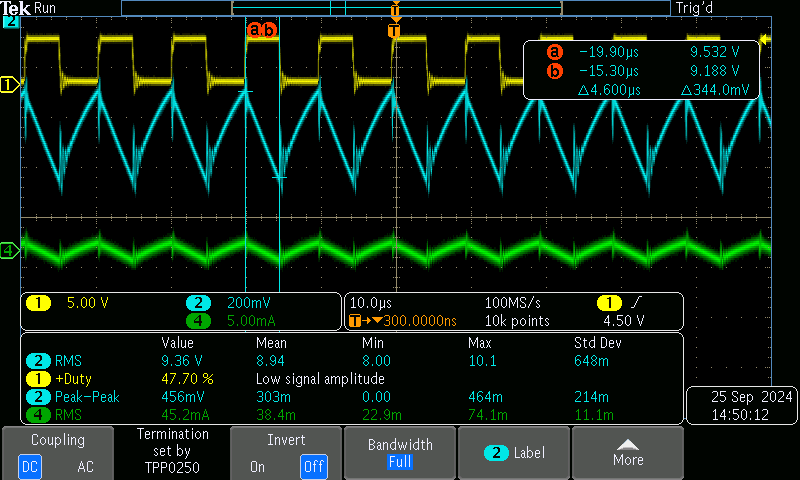 Tek Run Trig'd
2
a b
T
T
a −19.90µs 9.532 V
b −15.30µs 9.188 V
△4.600µs △344.0mV
1
4
1 5.00 V 2 200mV
4 5.00mA
10.0µs 100MS/s 1
T→▼300.0000ns 10k points 4.50 V
Value Mean Min Max Std Dev
2 RMS 9.36 V 8.94 8.00 10.1 648m
1 +Duty 47.70 % Low signal amplitude
2 Peak−Peak 456mV 303m 0.00 464m 214m
4 RMS 45.2mA 38.4m 22.9m 74.1m 11.1m
25 Sep 2024
14:50:12
Coupling
DC AC
Termination
set by
TPP0250
Invert
On Off
Bandwidth
Full
2 Label
More